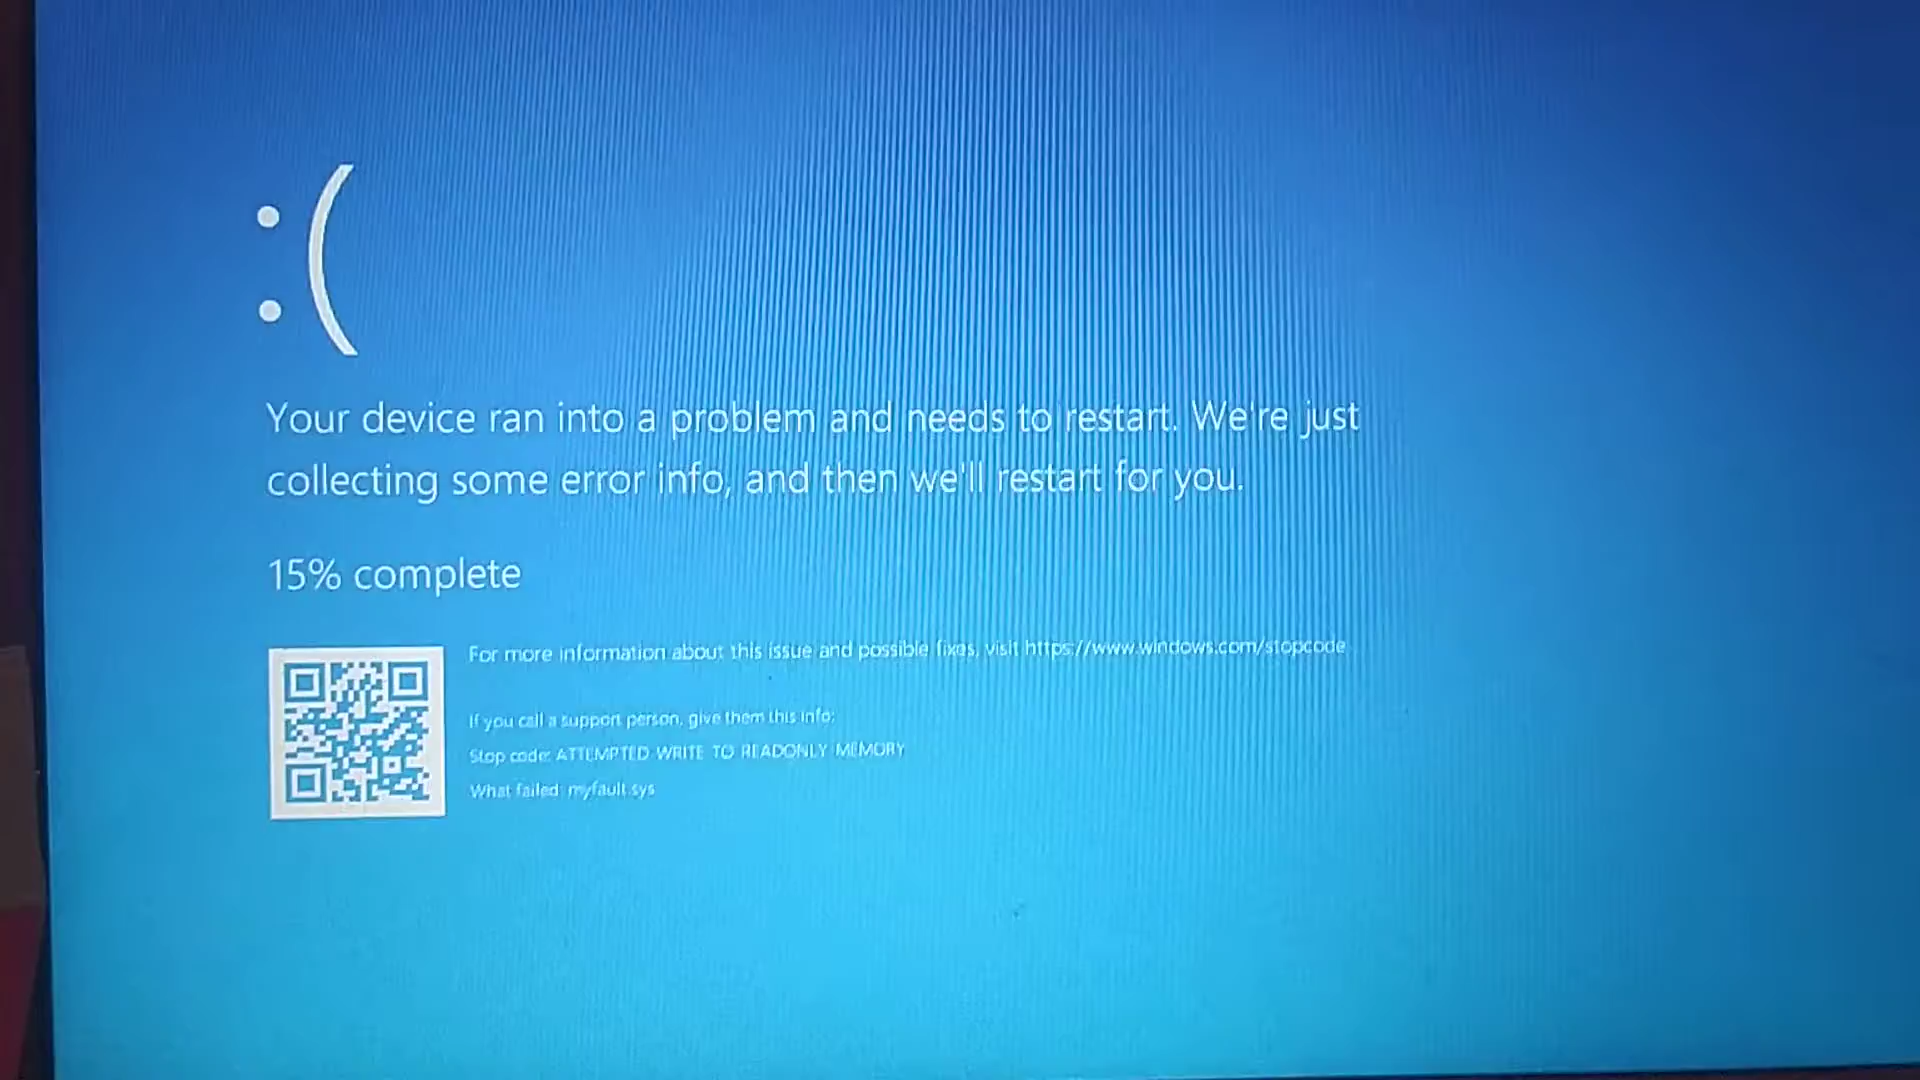 :(
Your device ran into a problem and needs to restart. We're just
collecting some error info, and then we'll restart for you.
15% complete
For more information about this issue and possible fixes, visit https://www.windows.com/stopcode
If you call a support person, give them this info:
Stop code: ATTEMPTED WRITE TO READONLY MEMORY
What failed: myfault.sys